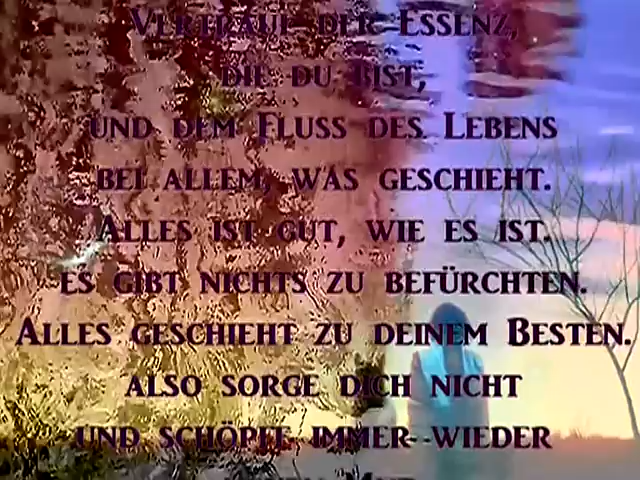 Vertraue der Essenz,
die du bist,
und dem Fluss des Lebens
bei allem, was geschieht.
Alles ist gut, wie es ist.
es gibt nichts zu befürchten.
Alles geschieht zu deinem Besten.
also sorge dich nicht
und schöpfe immer wieder